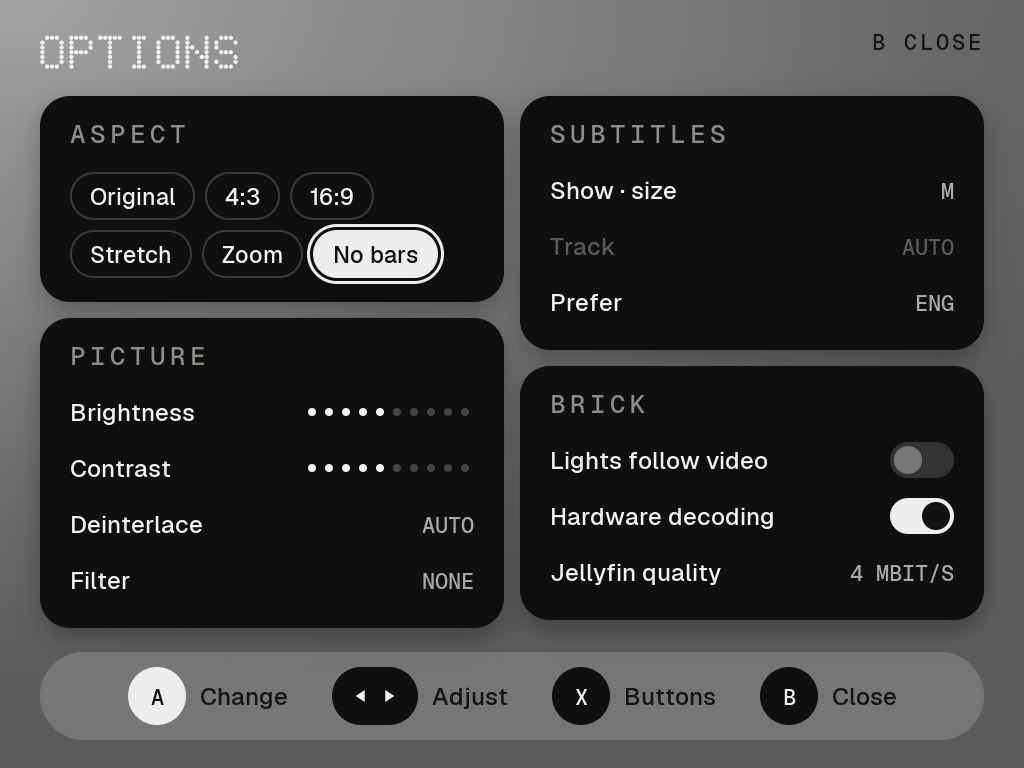 OPTIONS
B CLOSE
ASPECT
Original
4:3
16:9
Stretch
Zoom
No bars
PICTURE
Brightness
Contrast
Deinterlace AUTO
Filter NONE
SUBTITLES
Show · size M
Track AUTO
Prefer ENG
BRICK
Lights follow video
Hardware decoding
Jellyfin quality 4 MBIT/S
A Change
Adjust
X Buttons
B Close